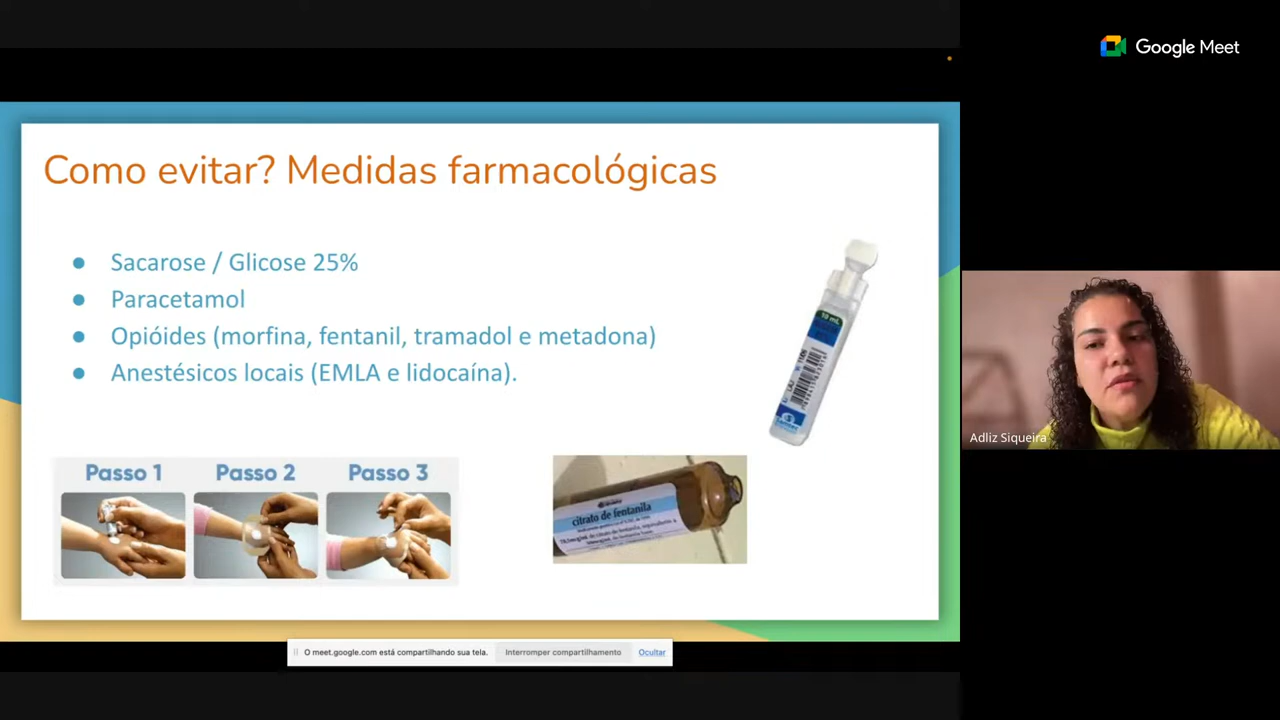 Google Meet
Como evitar? Medidas farmacológicas
● Sacarose / Glicose 25%
● Paracetamol
● Opióides (morfina, fentanil, tramadol e metadona)
● Anestésicos locais (EMLA e lidocaína).
10 mL
Passo 1 Passo 2 Passo 3
citrato de fentanila
Adliz Siqueira
O meet.google.com está compartilhando sua tela. Interromper compartilhamento Ocultar